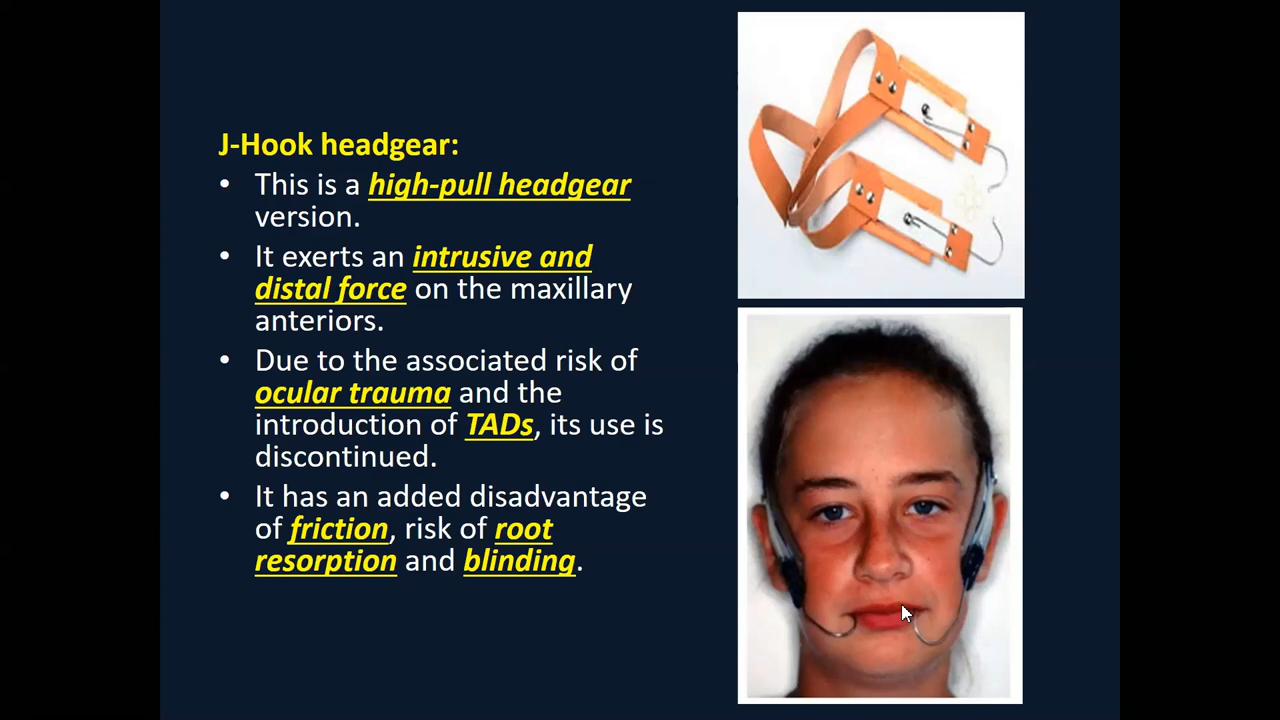 J-Hook headgear:
• This is a high-pull headgear
version.
• It exerts an intrusive and
distal force on the maxillary
anteriors.
• Due to the associated risk of
ocular trauma and the
introduction of TADs, its use is
discontinued.
• It has an added disadvantage
of friction, risk of root
resorption and blinding.